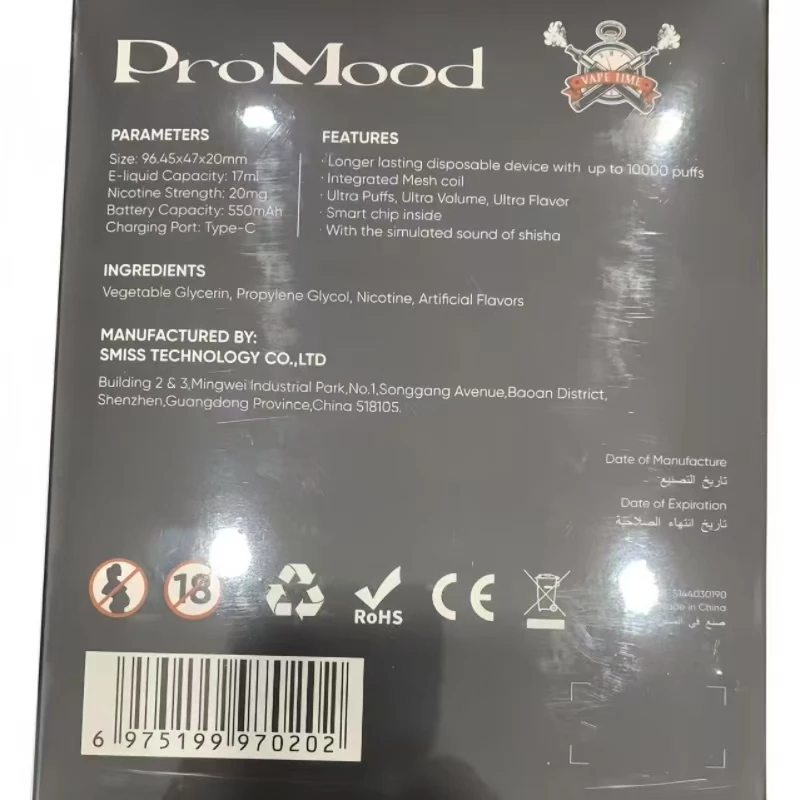 ProMood
VAPE TIME
PARAMETERS
Size: 96.45x47x20mm
E-liquid Capacity: 17ml
Nicotine Strength: 20mg
Battery Capacity: 550mAh
Charging Port: Type-C
FEATURES
· Longer lasting disposable device with up to 10000 puffs
· Integrated Mesh coil
· Ultra Puffs, Ultra Volume, Ultra Flavor
· Smart chip inside
· With the simulated sound of shisha
INGREDIENTS
Vegetable Glycerin, Propylene Glycol, Nicotine, Artificial Flavors
MANUFACTURED BY:
SMISS TECHNOLOGY CO.,LTD
Building 2 & 3,Mingwei Industrial Park,No.1,Songgang Avenue,Baoan District,
Shenzhen,Guangdong Province,China 518105.
Date of Manufacture
تاريخ التصنيع
Date of Expiration
تاريخ انتهاء الصلاحية
18
RoHS
CE
5144030190
in China
صنع في
6 975199 970202